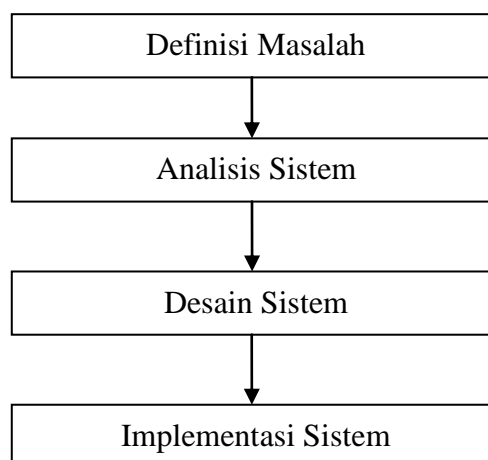 Definisi Masalah
Analisis Sistem
Desain Sistem
Implementasi Sistem